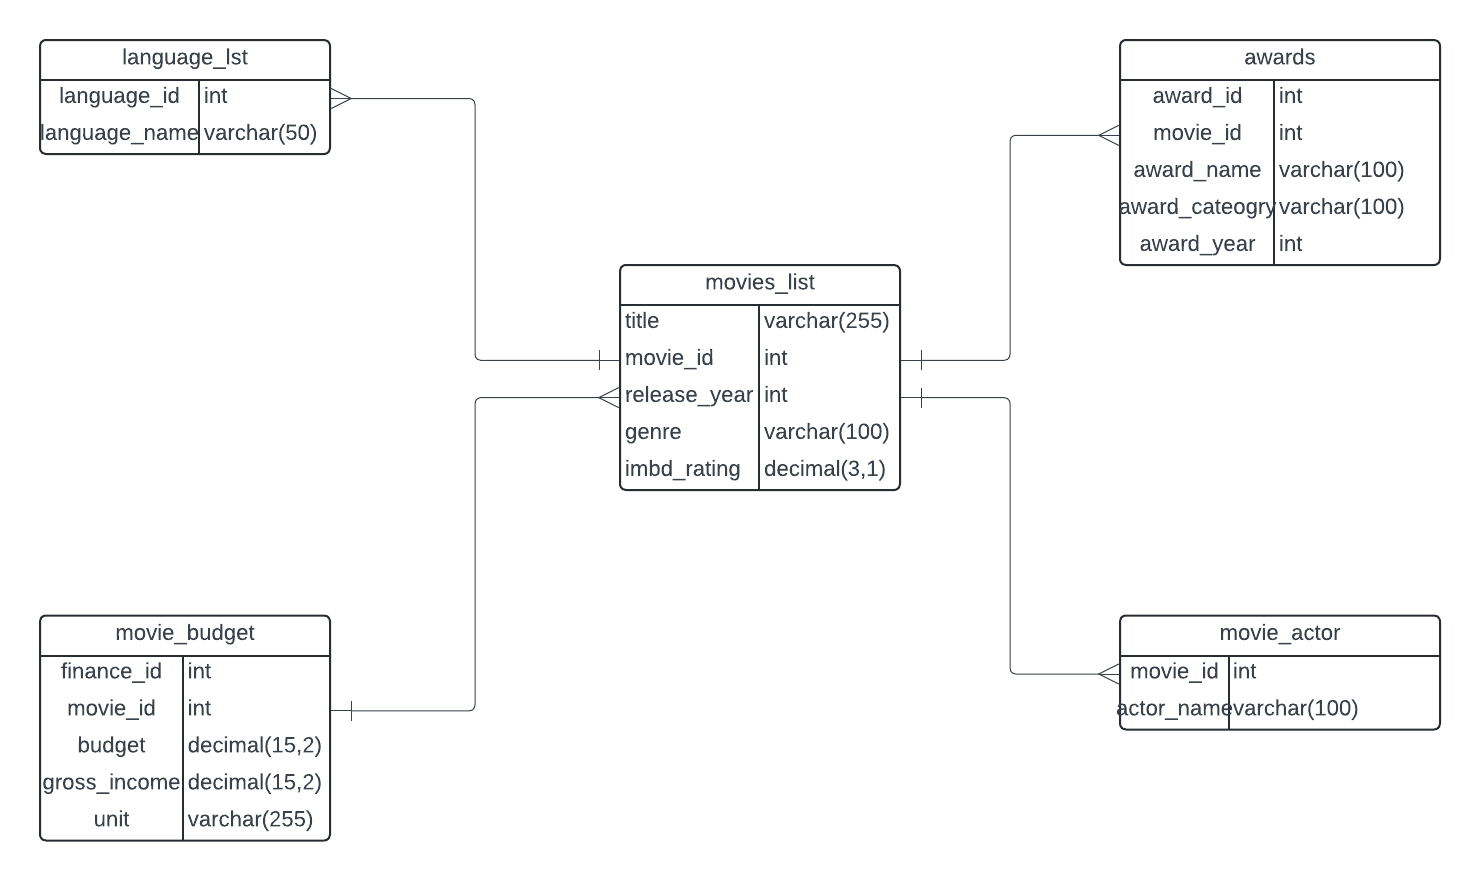 language_lst
language_id int
language_name varchar(50)
awards
award_id int
movie_id int
award_name varchar(100)
award_cateogry varchar(100)
award_year int
movies_list
title varchar(255)
movie_id int
release_year int
genre varchar(100)
imbd_rating decimal(3,1)
movie_budget
finance_id int
movie_id int
budget decimal(15,2)
gross_income decimal(15,2)
unit varchar(255)
movie_actor
movie_id int
actor_name varchar(100)